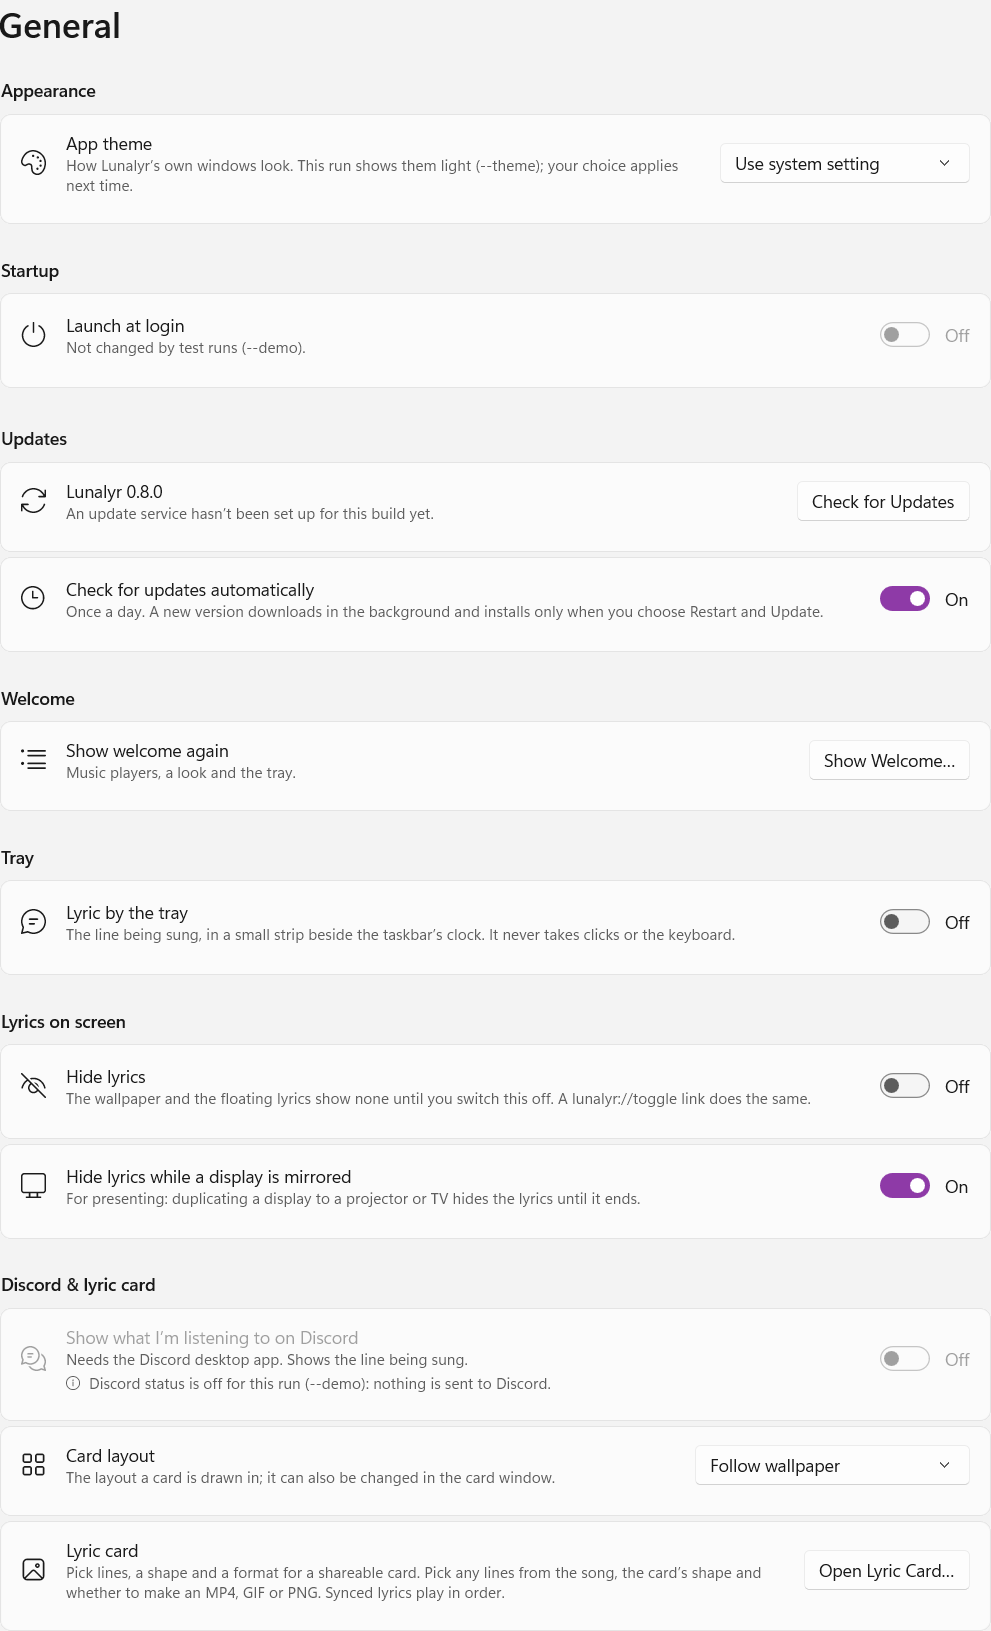 General
Appearance
App theme
How Lunalyr's own windows look. This run shows them light (--theme); your choice applies
next time.
Use system setting
Startup
Launch at login
Not changed by test runs (--demo).
Off
Updates
Lunalyr 0.8.0
An update service hasn't been set up for this build yet.
Check for Updates
Check for updates automatically
Once a day. A new version downloads in the background and installs only when you choose Restart and Update.
On
Welcome
Show welcome again
Music players, a look and the tray.
Show Welcome...
Tray
Lyric by the tray
The line being sung, in a small strip beside the taskbar's clock. It never takes clicks or the keyboard.
Off
Lyrics on screen
Hide lyrics
The wallpaper and the floating lyrics show none until you switch this off. A lunalyr://toggle link does the same.
Off
Hide lyrics while a display is mirrored
For presenting: duplicating a display to a projector or TV hides the lyrics until it ends.
On
Discord & lyric card
Show what I'm listening to on Discord
Needs the Discord desktop app. Shows the line being sung.
Discord status is off for this run (--demo): nothing is sent to Discord.
Off
Card layout
The layout a card is drawn in; it can also be changed in the card window.
Follow wallpaper
Lyric card
Pick lines, a shape and a format for a shareable card. Pick any lines from the song, the card's shape and
whether to make an MP4, GIF or PNG. Synced lyrics play in order.
Open Lyric Card...